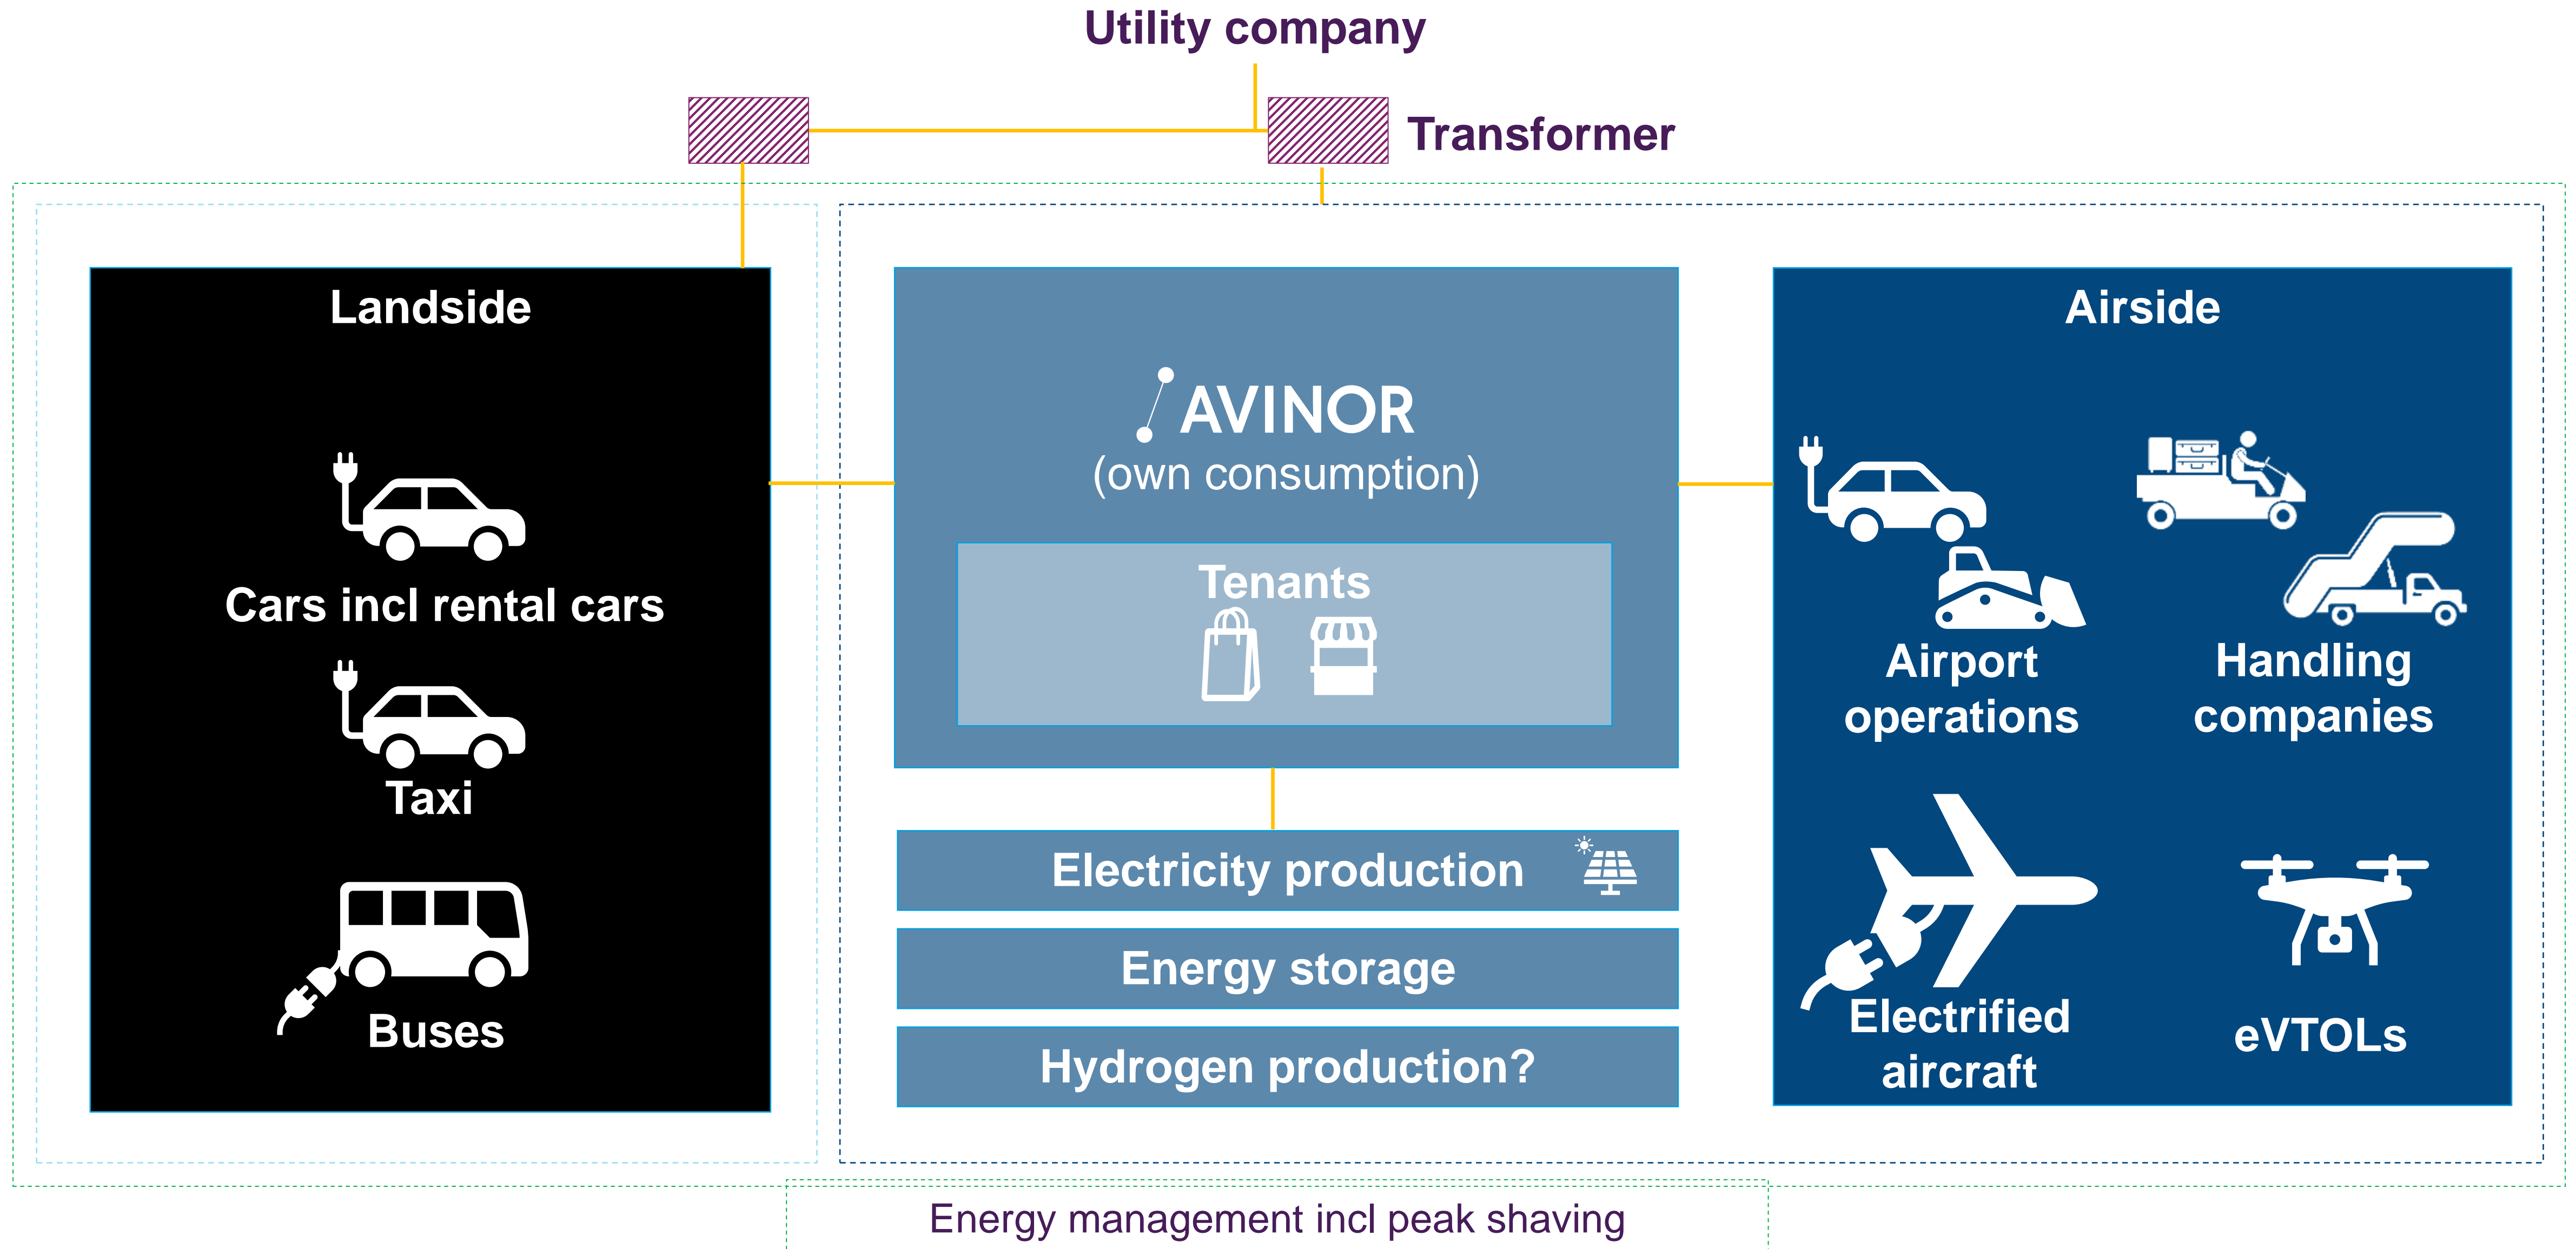 Utility company
Transformer
Landside
Cars incl rental cars
Taxi
Buses
AVINOR
(own consumption)
Tenants
Electricity production
Energy storage
Hydrogen production?
Airside
Airport
operations
Handling
companies
Electrified
aircraft
eVTOLs
Energy management incl peak shaving